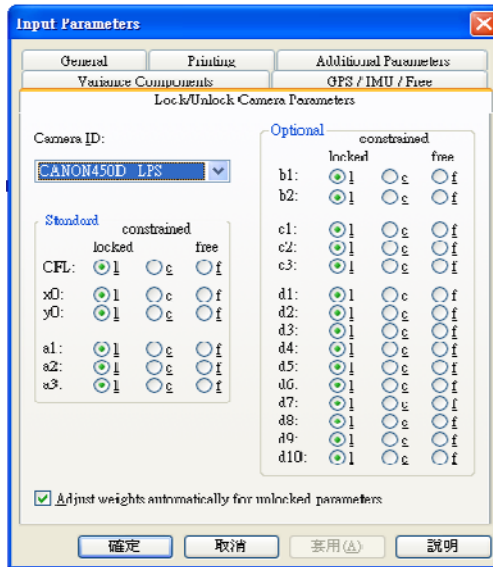 Input Parameters
General Printing Additional Parameters
Variance Components GPS / IMU / Free
Lock/Unlock Camera Parameters
Camera ID:
CANON450D LPS
Standard
constrained
locked free
CFL: l c f
x0: l c f
y0: l c f
a1: l c f
a2: l c f
a3: l c f
Optional
constrained
locked free
b1: l c f
b2: l c f
c1: l c f
c2: l c f
c3: l c f
d1: l c f
d2: l c f
d3: l c f
d4: l c f
d5: l c f
d6: l c f
d7: l c f
d8: l c f
d9: l c f
d10: l c f
Adjust weights automatically for unlocked parameters
確定 取消 套用(A) 說明